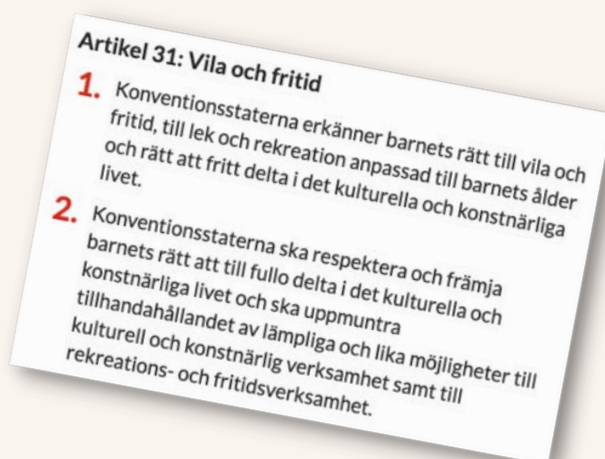 Artikel 31: Vila och fritid
1. Konventionsstaterna erkänner barnets rätt till vila och
fritid, till lek och rekreation anpassad till barnets ålder
och rätt att fritt delta i det kulturella och konstnärliga
livet.
2. Konventionsstaterna ska respektera och främja
barnets rätt att till fullo delta i det kulturella och
konstnärliga livet och ska uppmuntra
tillhandahållandet av lämpliga och lika möjligheter till
kulturell och konstnärlig verksamhet samt till
rekreations- och fritidsverksamhet.